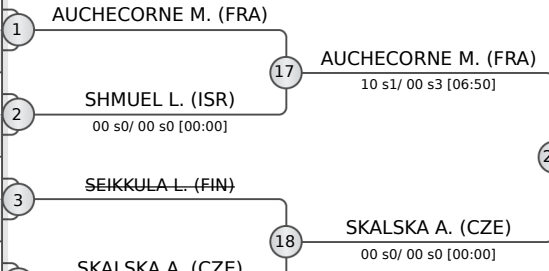 AUCHECORNE M. (FRA)
1
17
AUCHECORNE M. (FRA)
10 s1/ 00 s3 [06:50]
SHMUEL L. (ISR)
2
00 s0/ 00 s0 [00:00]
SEIKKULA L. (FIN)
3
18
SKALSKA A. (CZE)
00 s0/ 00 s0 [00:00]
SKALSKA A. (CZE)